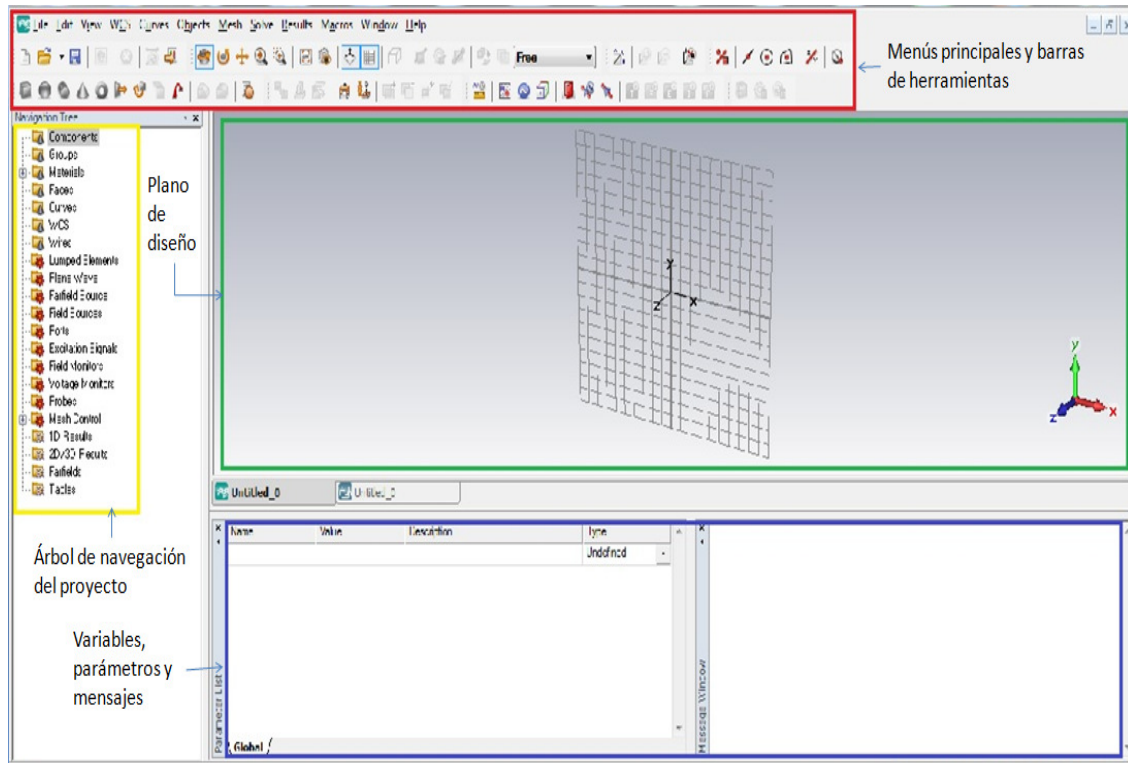 File Edit View WCS Curves Objects Mesh Solve Results Macros Window Help
Free
Menús principales y barras
de herramientas
Navigation Tree
Components
Groups
Materials
Faces
Curves
WCS
Wires
Lumped Elements
Plane Wave
Farfield Source
Field Sources
Ports
Excitation Signals
Field Monitors
Voltage Monitors
Probes
Mesh Control
1D Results
2D/3D Results
Farfields
Tables
Plano
de
diseño
Y
Z
X
y
z
x
Untitled_0
Untitled_0
Árbol de navegación
del proyecto
Variables,
parámetros y
mensajes
Name Value Description Type
Undefined
Parameter List
Global
Message Window